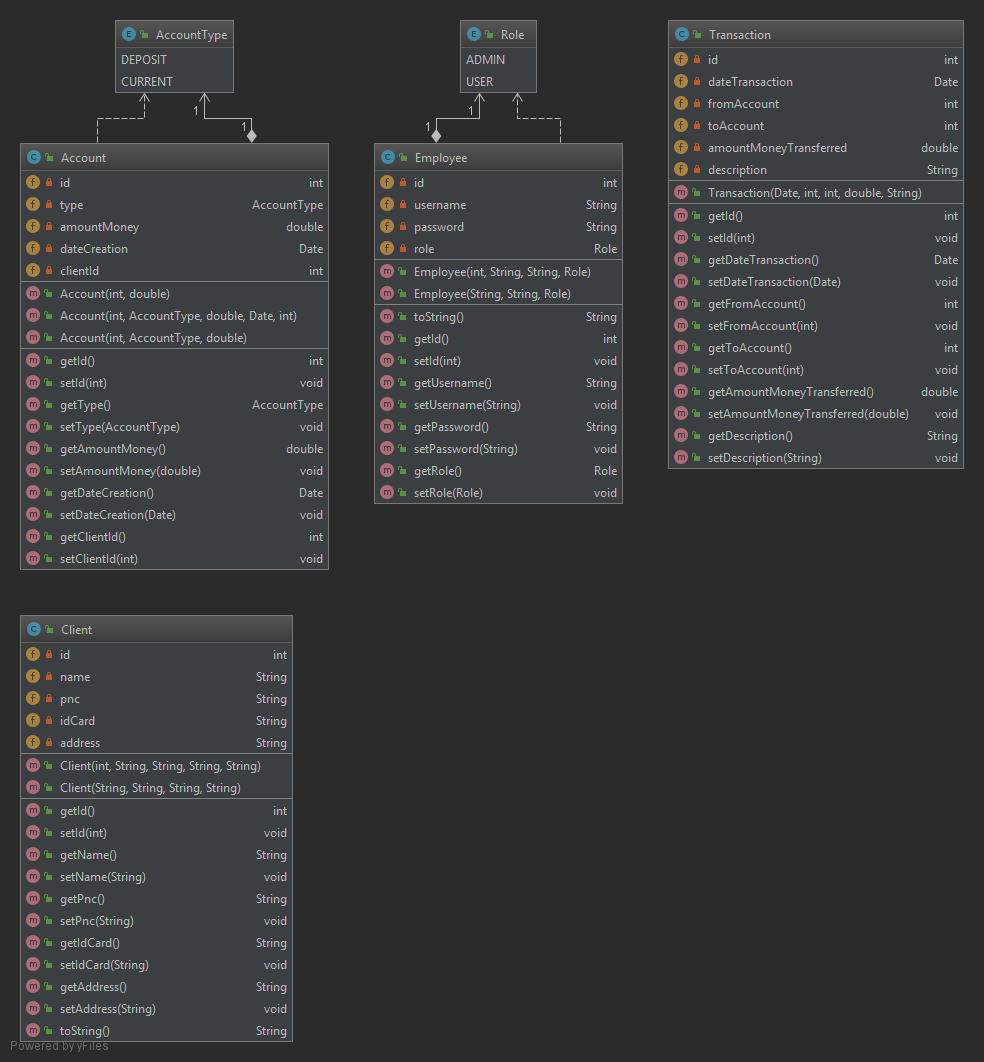 AccountType
DEPOSIT
CURRENT
Role
ADMIN
USER
Transaction
id int
dateTransaction Date
fromAccount int
toAccount int
amountMoneyTransferred double
description String
Transaction(Date, int, int, double, String)
getId() int
setId(int) void
getDateTransaction() Date
setDateTransaction(Date) void
getFromAccount() int
setFromAccount(int) void
getToAccount() int
setToAccount(int) void
getAmountMoneyTransferred() double
setAmountMoneyTransferred(double) void
getDescription() String
setDescription(String) void
1
1
1
1
Account
id int
type AccountType
amountMoney double
dateCreation Date
clientId int
Account(int, double)
Account(int, AccountType, double, Date, int)
Account(int, AccountType, double)
getId() int
setId(int) void
getType() AccountType
setType(AccountType) void
getAmountMoney() double
setAmountMoney(double) void
getDateCreation() Date
setDateCreation(Date) void
getClientId() int
setClientId(int) void
Employee
id int
username String
password String
role Role
Employee(int, String, String, Role)
Employee(String, String, Role)
toString() String
getId() int
setId(int) void
getUsername() String
setUsername(String) void
getPassword() String
setPassword(String) void
getRole() Role
setRole(Role) void
Client
id int
name String
pnc String
idCard String
address String
Client(int, String, String, String, String)
Client(String, String, String, String)
getId() int
setId(int) void
getName() String
setName(String) void
getPnc() String
setPnc(String) void
getIdCard() String
setIdCard(String) void
getAddress() String
setAddress(String) void
toString() String
Powered by yFiles